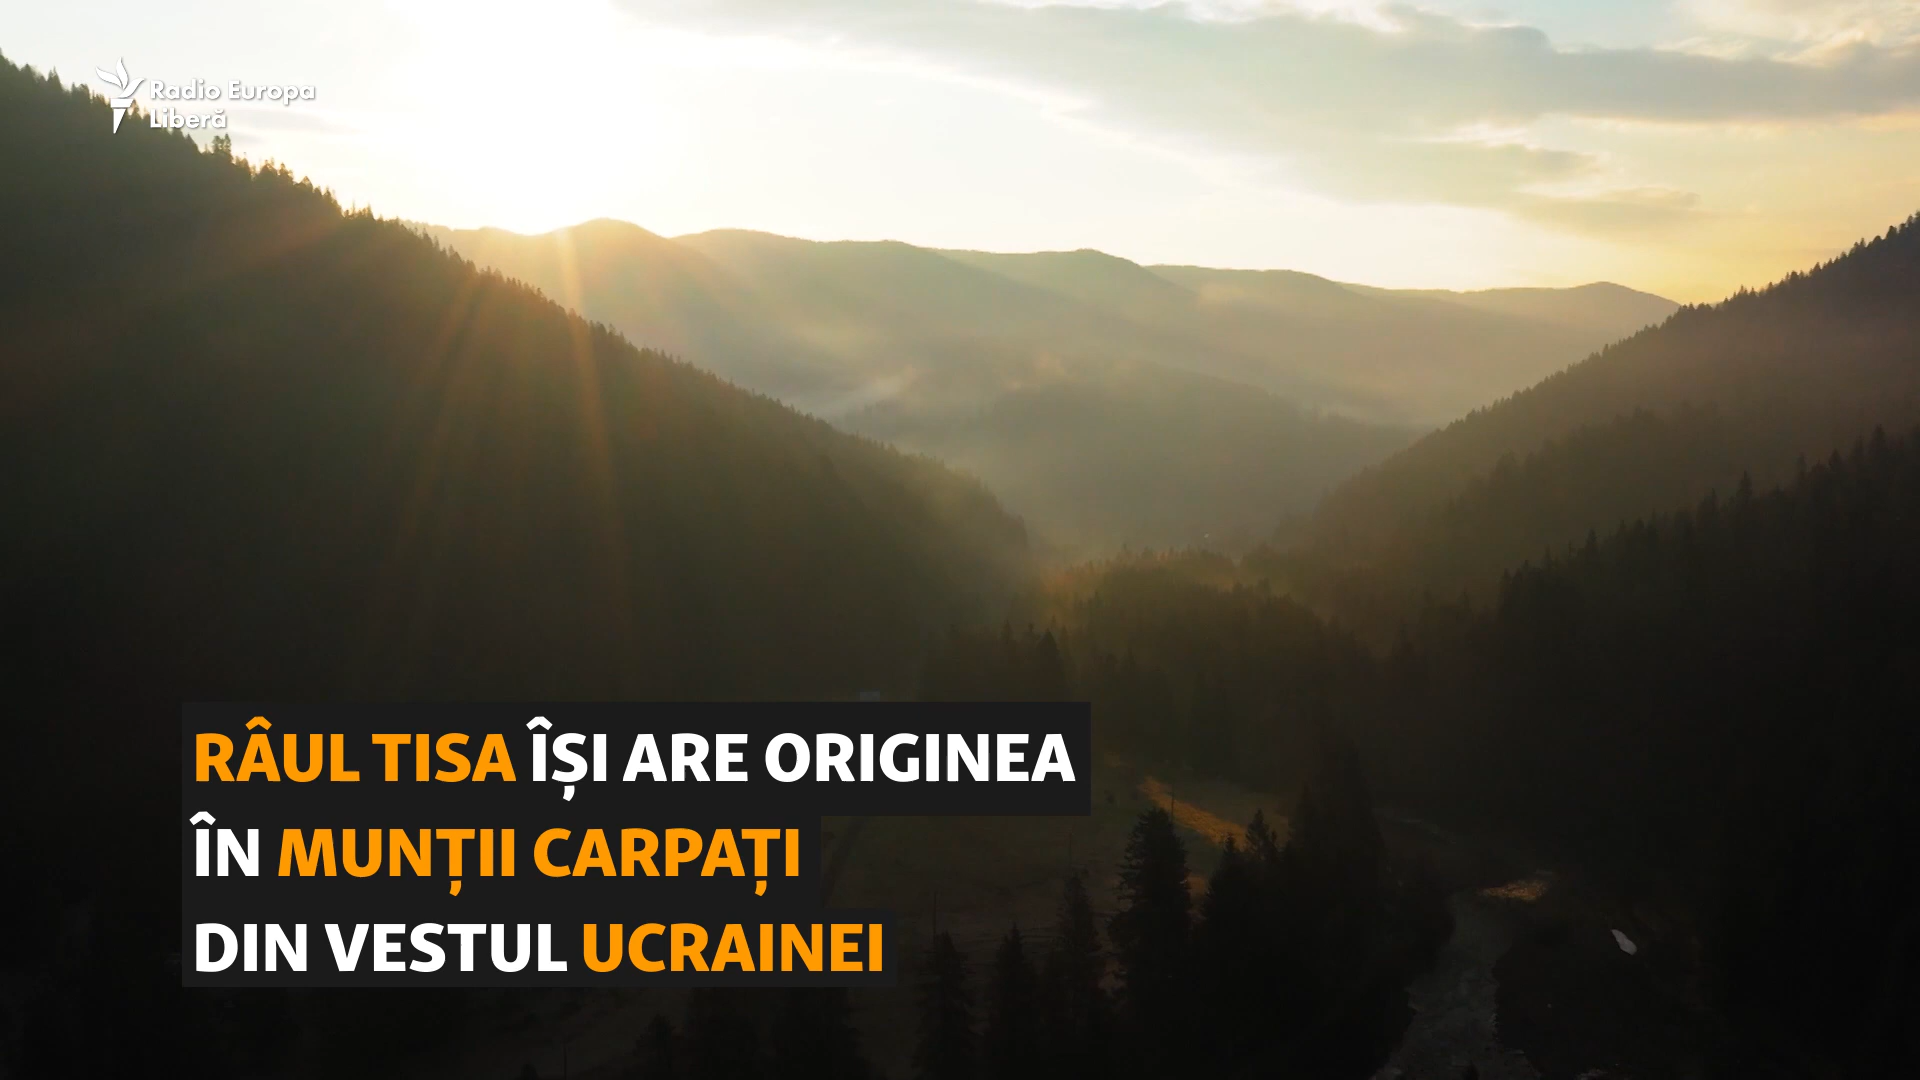 Radio Europa
Liberă
RÂUL TISA ÎȘI ARE ORIGINEA
ÎN MUNȚII CARPAȚI
DIN VESTUL UCRAINEI